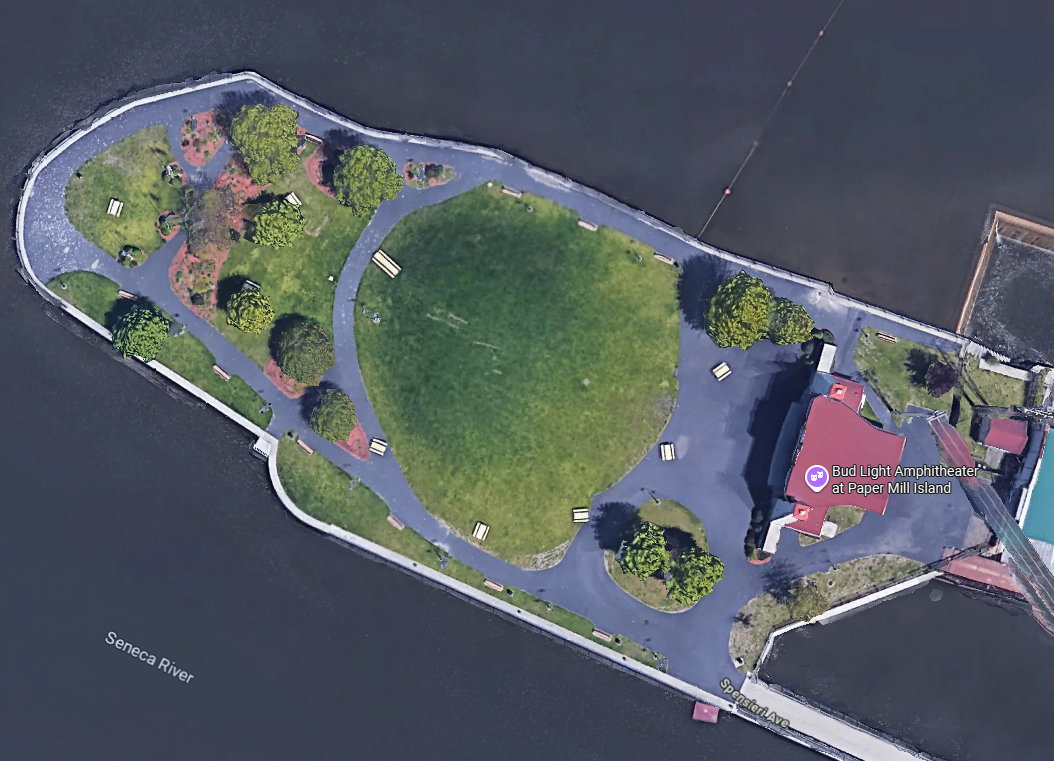 Bud Light Amphitheater
at Paper Mill Island
Seneca River
Spensieri Ave